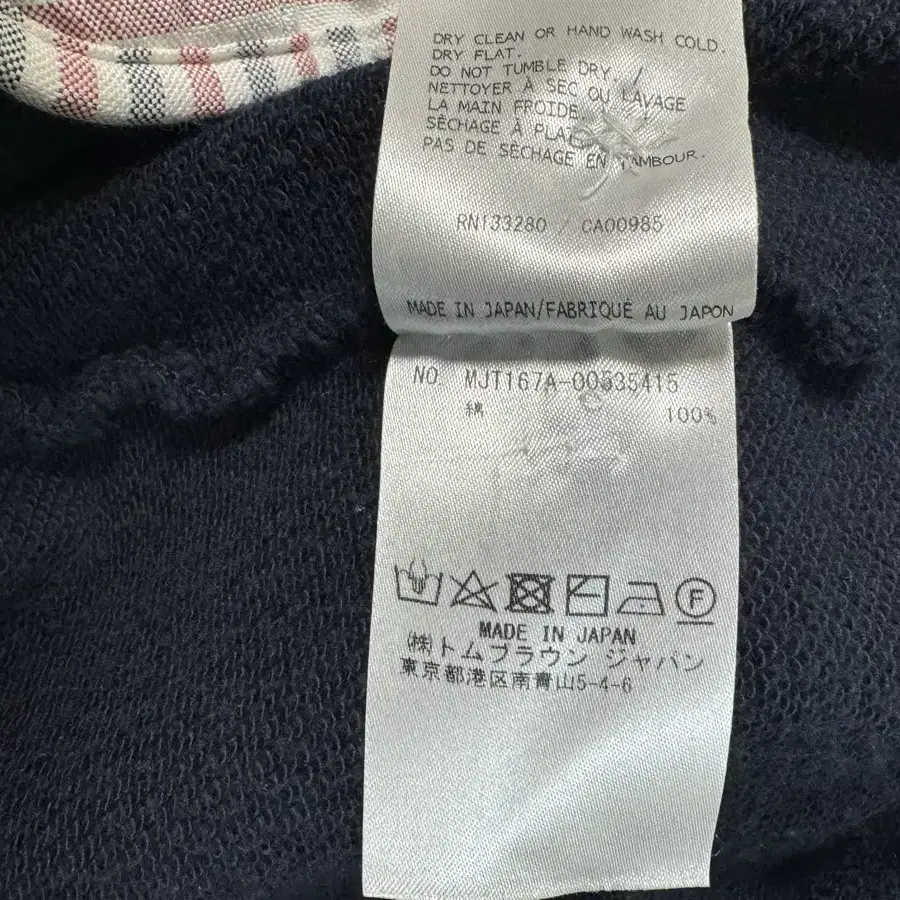 DRY CLEAN OR HAND WASH COLD.
DRY FLAT.
DO NOT TUMBLE DRY.
NETTOYER À SEC OU LAVAGE
LA MAIN FROIDE.
SÉCHAGE À PLAT
PAS DE SÉCHAGE EN TAMBOUR.
RN133280 / CA00985
MADE IN JAPAN/FABRIQUÉ AU JAPON
NO. MJT167A-00535415
綿 100%
F
MADE IN JAPAN
(株)トムブラウン ジャパン
東京都港区南青山5-4-6